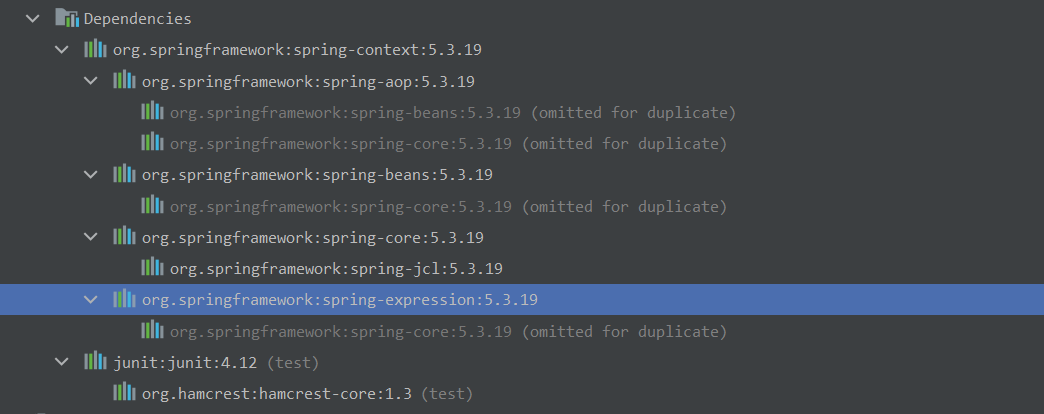 Dependencies
org.springframework:spring-context:5.3.19
org.springframework:spring-aop:5.3.19
org.springframework:spring-beans:5.3.19 (omitted for duplicate)
org.springframework:spring-core:5.3.19 (omitted for duplicate)
org.springframework:spring-beans:5.3.19
org.springframework:spring-core:5.3.19 (omitted for duplicate)
org.springframework:spring-core:5.3.19
org.springframework:spring-jcl:5.3.19
org.springframework:spring-expression:5.3.19
org.springframework:spring-core:5.3.19 (omitted for duplicate)
junit:junit:4.12 (test)
org.hamcrest:hamcrest-core:1.3 (test)